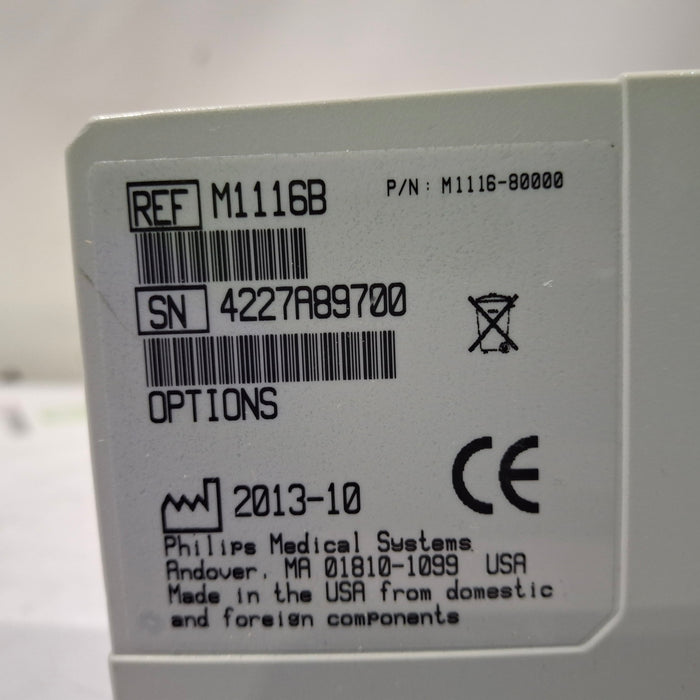 REF M1116B P/N: M1116-80000
SN 4227A89700
OPTIONS
CE
2013-10
Philips Medical Systems
Andover, MA 01810-1099 USA
Made in the USA from domestic
and foreign components